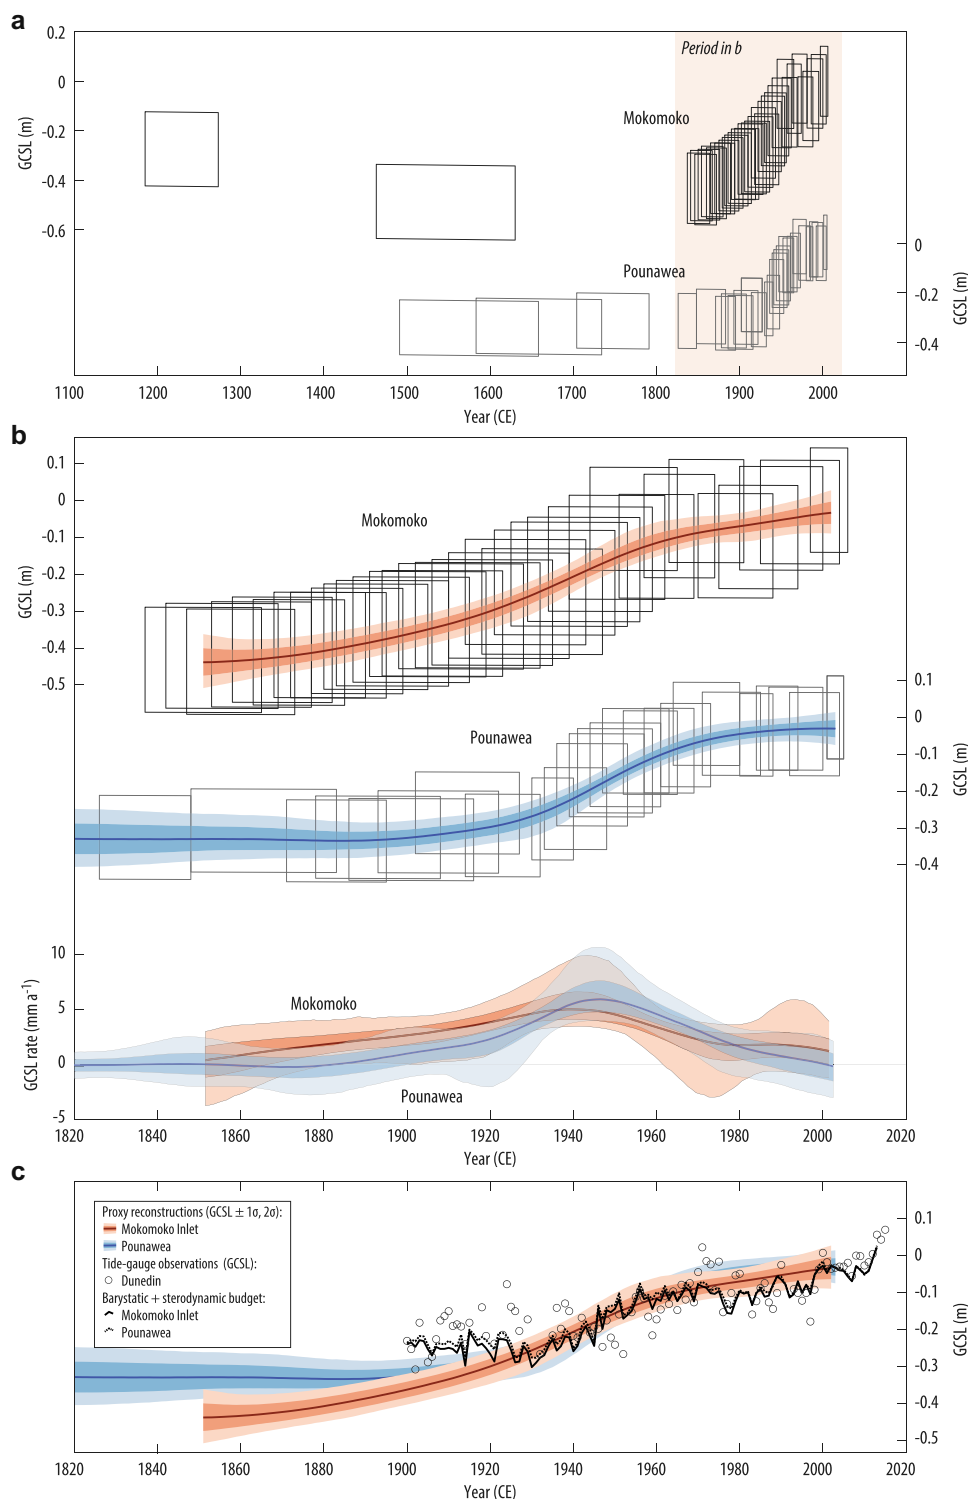 a
0.2
0
-0.2
-0.4
-0.6
GCSL (m)
Period in b
Mokomoko
Pounawea
0
-0.2
-0.4
GCSL (m)
1100 1200 1300 1400 1500 1600 1700 1800 1900 2000
Year (CE)
b
0.1
0
-0.1
-0.2
-0.3
-0.4
-0.5
GCSL (m)
Mokomoko
Pounawea
0.1
0
-0.1
-0.2
-0.3
-0.4
GCSL (m)
10
5
0
-5
GCSL rate (mm a⁻¹)
Mokomoko
Pounawea
1820 1840 1860 1880 1900 1920 1940 1960 1980 2000 2020
Year (CE)
c
Proxy reconstructions (GCSL ± 1σ, 2σ):
Mokomoko Inlet
Pounawea
Tide-gauge observations (GCSL):
Dunedin
Barystatic + sterodynamic budget:
Mokomoko Inlet
Pounawea
0.1
0
-0.1
-0.2
-0.3
-0.4
-0.5
GCSL (m)
1820 1840 1860 1880 1900 1920 1940 1960 1980 2000 2020
Year (CE)